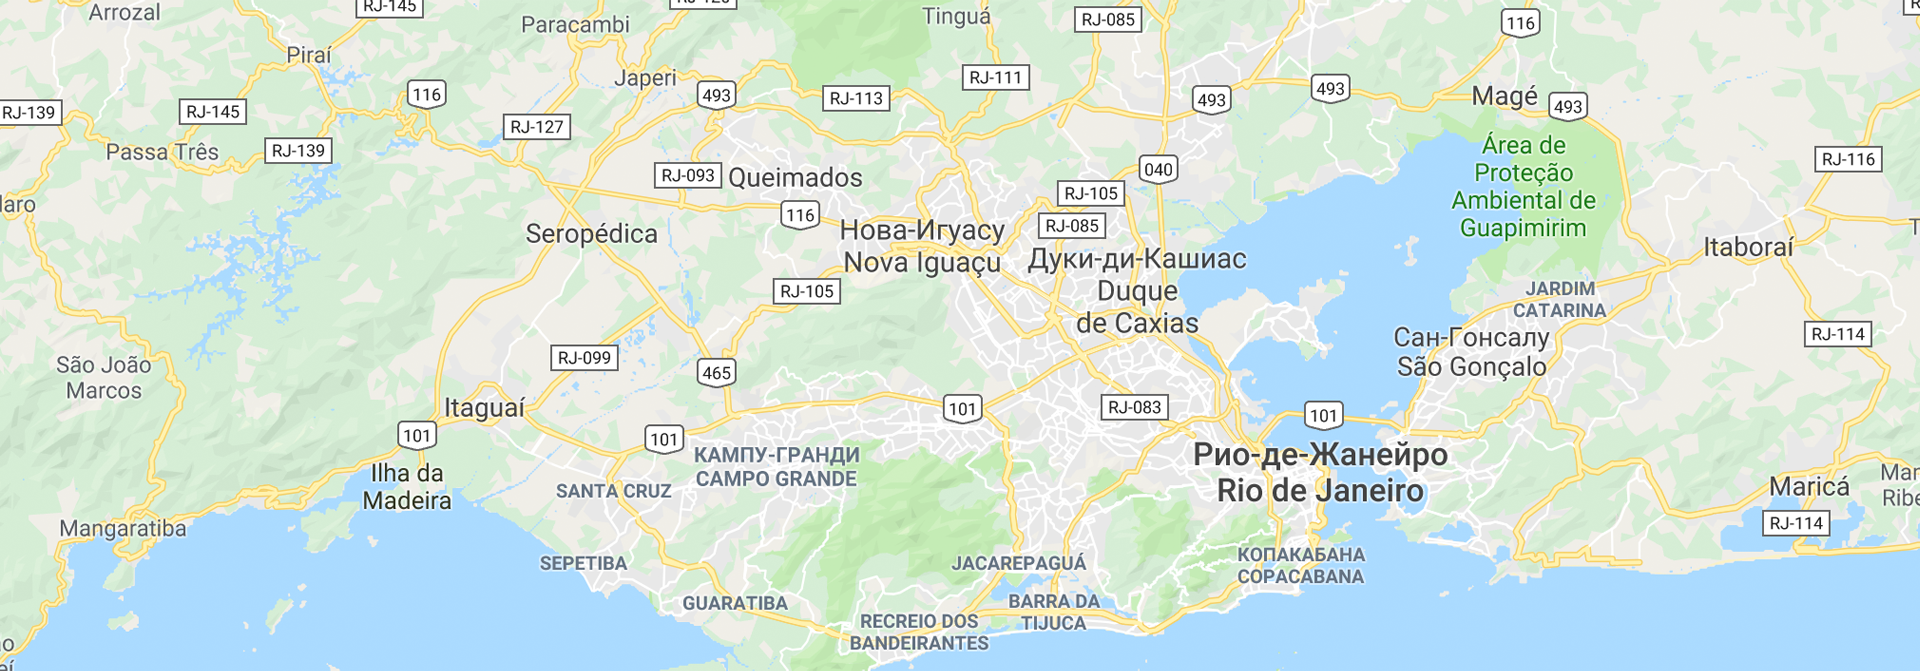 Arrozal
RJ-145
Paracambi
Tinguá
RJ-085
116
Piraí
Japeri
RJ-111
116
493
RJ-113
493
493
Magé
493
RJ-139
RJ-145
RJ-127
Passa Três
RJ-139
Área de
Proteção
Ambiental de
Guapimirim
RJ-116
RJ-093
Queimados
040
RJ-105
116
RJ-085
Seropédica
Нова-Игуасу
Nova Iguaçu
Дуки-ди-Кашиас
Duque
de Caxias
Itaboraí
RJ-105
JARDIM
CATARINA
RJ-114
Сан-Гонсалу
São Gonçalo
São João
Marcos
RJ-099
465
Itaguaí
101
RJ-083
101
101
101
КАМПУ-ГРАНДИ
CAMPO GRANDE
Рио-де-Жанейро
Rio de Janeiro
Ilha da
Madeira
SANTA CRUZ
Maricá
RJ-114
Mangaratiba
SEPETIBA
JACAREPAGUÁ
КОПАКАБАНА
COPACABANA
GUARATIBA
BARRA DA
TIJUCA
RECREIO DOS
BANDEIRANTES